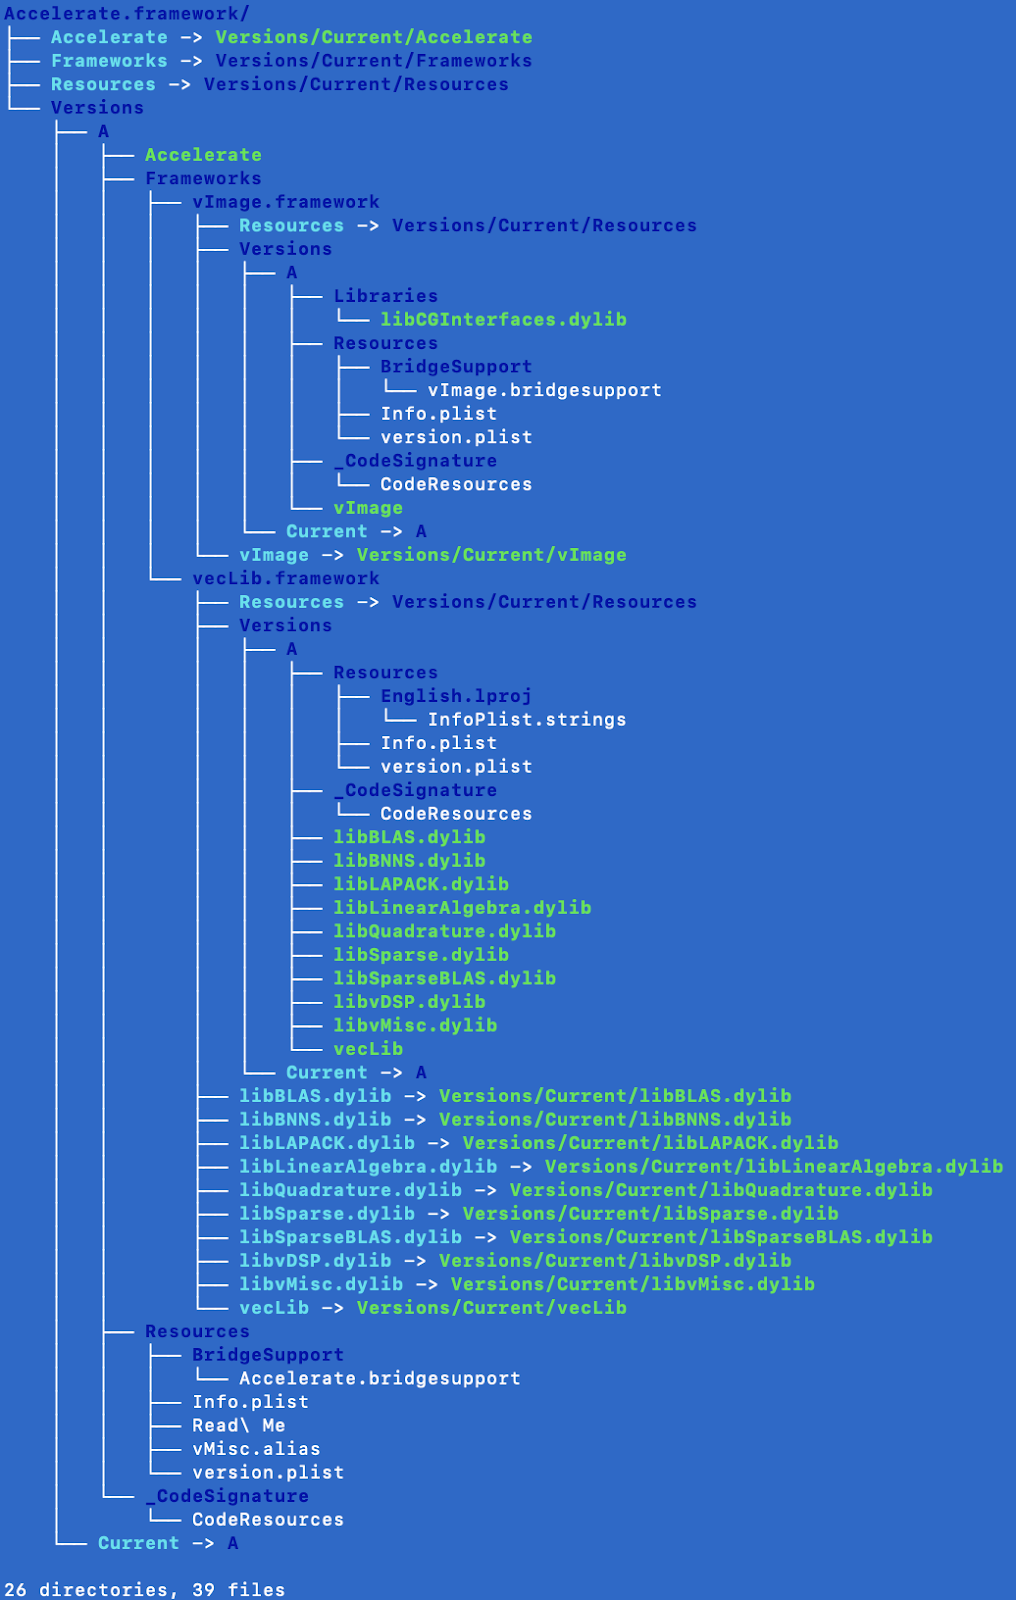 Accelerate.framework/
├── Accelerate -> Versions/Current/Accelerate
├── Frameworks -> Versions/Current/Frameworks
├── Resources -> Versions/Current/Resources
└── Versions
    ├── A
    │   ├── Accelerate
    │   ├── Frameworks
    │   │   ├── vImage.framework
    │   │   │   ├── Resources -> Versions/Current/Resources
    │   │   │   ├── Versions
    │   │   │   │   ├── A
    │   │   │   │   │   ├── Libraries
    │   │   │   │   │   │   └── libCGInterfaces.dylib
    │   │   │   │   │   ├── Resources
    │   │   │   │   │   │   ├── BridgeSupport
    │   │   │   │   │   │   │   └── vImage.bridgesupport
    │   │   │   │   │   │   ├── Info.plist
    │   │   │   │   │   │   └── version.plist
    │   │   │   │   │   ├── _CodeSignature
    │   │   │   │   │   │   └── CodeResources
    │   │   │   │   │   └── vImage
    │   │   │   │   └── Current -> A
    │   │   │   └── vImage -> Versions/Current/vImage
    │   │   └── vecLib.framework
    │   │       ├── Resources -> Versions/Current/Resources
    │   │       ├── Versions
    │   │       │   ├── A
    │   │       │   │   ├── Resources
    │   │       │   │   │   ├── English.lproj
    │   │       │   │   │   │   └── InfoPlist.strings
    │   │       │   │   │   ├── Info.plist
    │   │       │   │   │   └── version.plist
    │   │       │   │   ├── _CodeSignature
    │   │       │   │   │   └── CodeResources
    │   │       │   │   ├── libBLAS.dylib
    │   │       │   │   ├── libBNNS.dylib
    │   │       │   │   ├── libLAPACK.dylib
    │   │       │   │   ├── libLinearAlgebra.dylib
    │   │       │   │   ├── libQuadrature.dylib
    │   │       │   │   ├── libSparse.dylib
    │   │       │   │   ├── libSparseBLAS.dylib
    │   │       │   │   ├── libvDSP.dylib
    │   │       │   │   ├── libvMisc.dylib
    │   │       │   │   └── vecLib
    │   │       │   └── Current -> A
    │   │       ├── libBLAS.dylib -> Versions/Current/libBLAS.dylib
    │   │       ├── libBNNS.dylib -> Versions/Current/libBNNS.dylib
    │   │       ├── libLAPACK.dylib -> Versions/Current/libLAPACK.dylib
    │   │       ├── libLinearAlgebra.dylib -> Versions/Current/libLinearAlgebra.dylib
    │   │       ├── libQuadrature.dylib -> Versions/Current/libQuadrature.dylib
    │   │       ├── libSparse.dylib -> Versions/Current/libSparse.dylib
    │   │       ├── libSparseBLAS.dylib -> Versions/Current/libSparseBLAS.dylib
    │   │       ├── libvDSP.dylib -> Versions/Current/libvDSP.dylib
    │   │       ├── libvMisc.dylib -> Versions/Current/libvMisc.dylib
    │   │       └── vecLib -> Versions/Current/vecLib
    │   ├── Resources
    │   │   ├── BridgeSupport
    │   │   │   └── Accelerate.bridgesupport
    │   │   ├── Info.plist
    │   │   ├── Read\ Me
    │   │   ├── vMisc.alias
    │   │   └── version.plist
    │   └── _CodeSignature
    │       └── CodeResources
    └── Current -> A
26 directories, 39 files